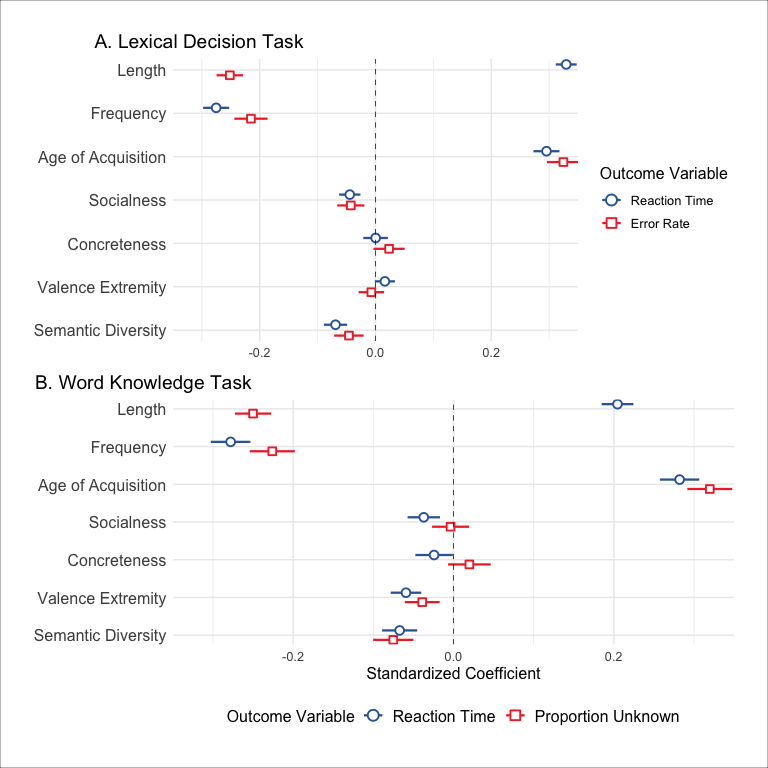 A. Lexical Decision Task
Length
Frequency
Age of Acquisition
Socialness
Concreteness
Valence Extremity
Semantic Diversity
-0.2 0.0 0.2
Outcome Variable
Reaction Time
Error Rate
B. Word Knowledge Task
Length
Frequency
Age of Acquisition
Socialness
Concreteness
Valence Extremity
Semantic Diversity
-0.2 0.0 0.2
Standardized Coefficient
Outcome Variable Reaction Time Proportion Unknown